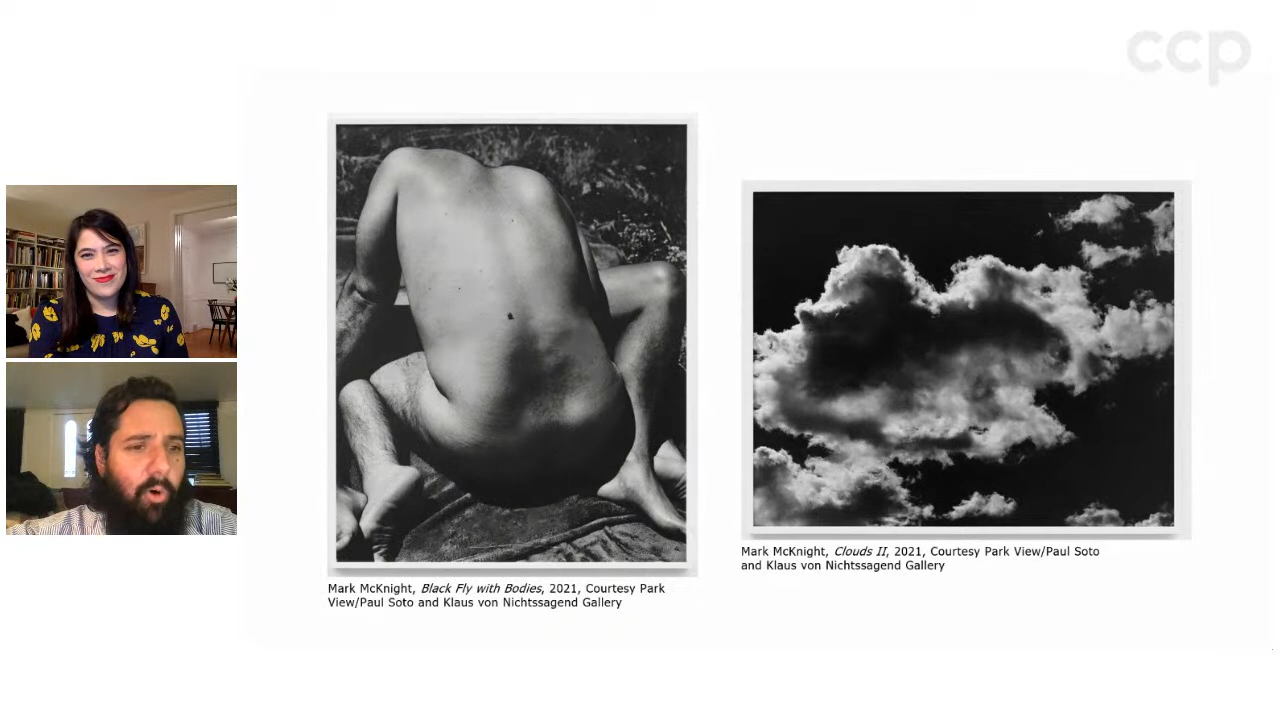 ccp
Mark McKnight, Black Fly with Bodies, 2021, Courtesy Park
View/Paul Soto and Klaus von Nichtssagend Gallery
Mark McKnight, Clouds II, 2021, Courtesy Park View/Paul Soto
and Klaus von Nichtssagend Gallery